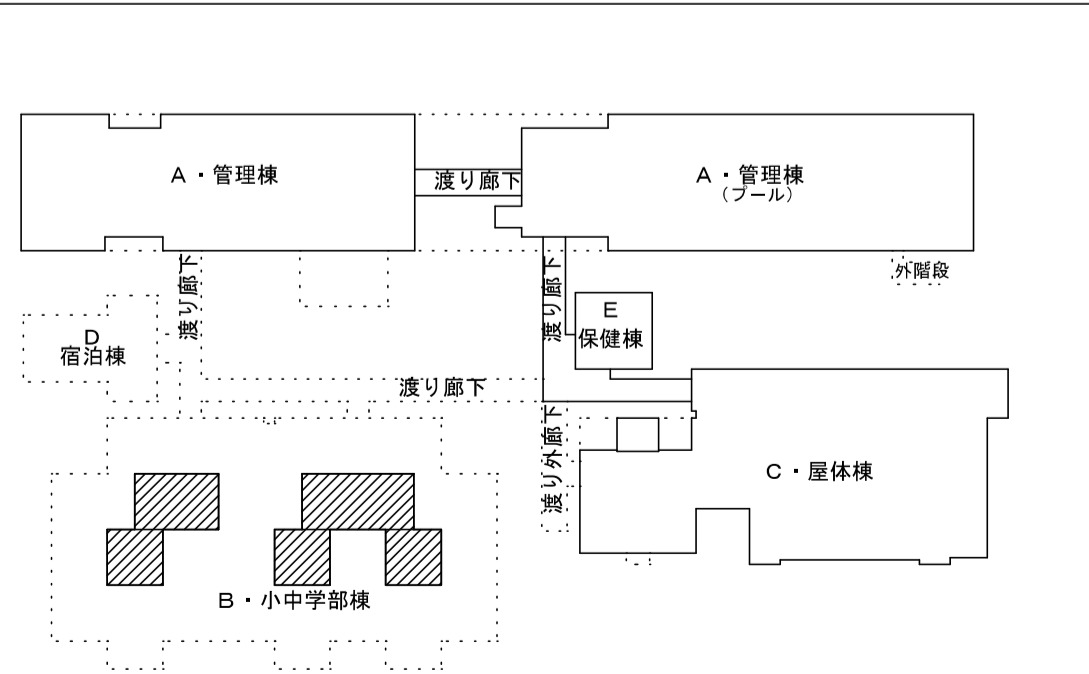 A・管理棟
渡り廊下
A・管理棟
(プール)
渡り廊下
渡り廊下
外階段
E
保健棟
D
宿泊棟
渡り廊下
渡り外廊下
C・屋体棟
B・小中学部棟